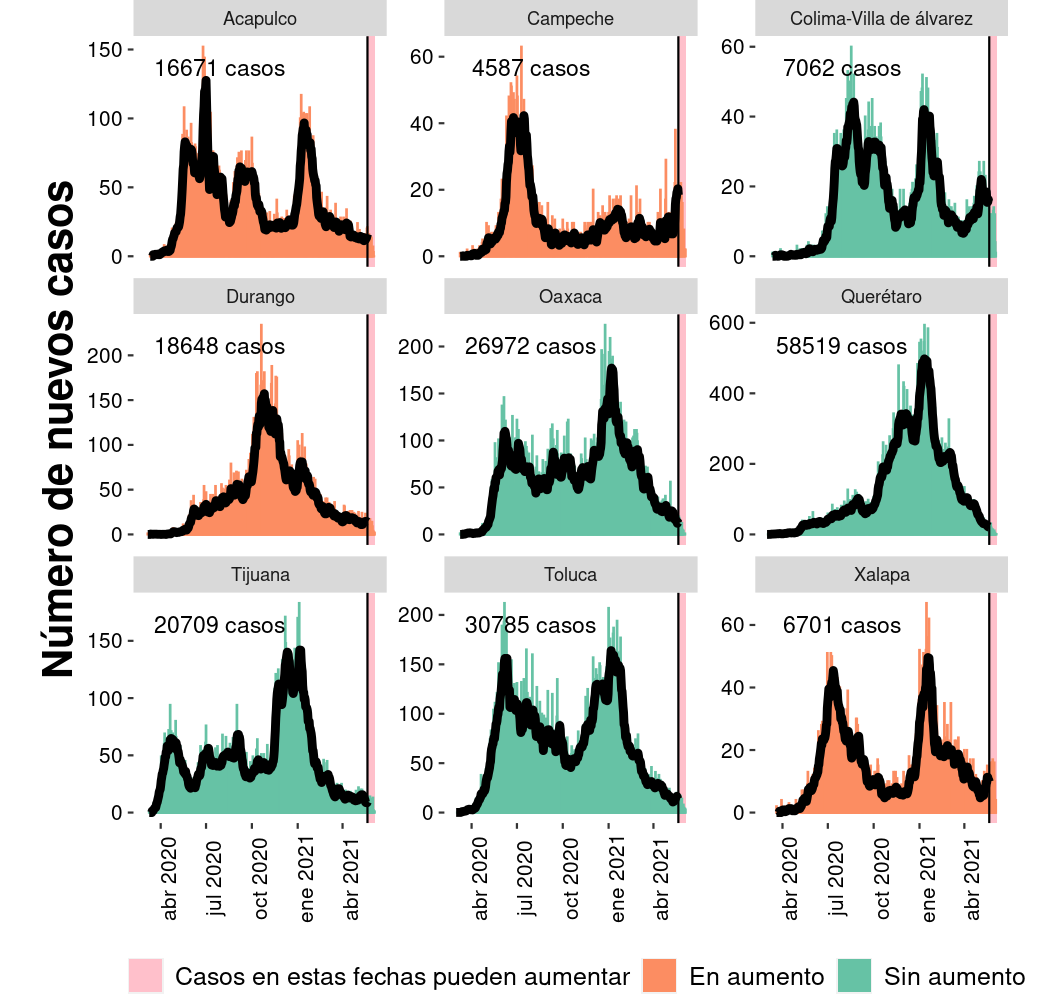 Número de nuevos casos
Acapulco
Campeche
Colima-Villa de álvarez
16671 casos
4587 casos
7062 casos
150
100
50
0
60
40
20
0
60
40
20
0
Durango
Oaxaca
Querétaro
18648 casos
26972 casos
58519 casos
200
150
100
50
0
200
150
100
50
0
600
400
200
0
Tijuana
Toluca
Xalapa
20709 casos
30785 casos
6701 casos
150
100
50
0
200
150
100
50
0
60
40
20
0
abr 2020
jul 2020
oct 2020
ene 2021
abr 2021
abr 2020
jul 2020
oct 2020
ene 2021
abr 2021
abr 2020
jul 2020
oct 2020
ene 2021
abr 2021
Casos en estas fechas pueden aumentar
En aumento
Sin aumento